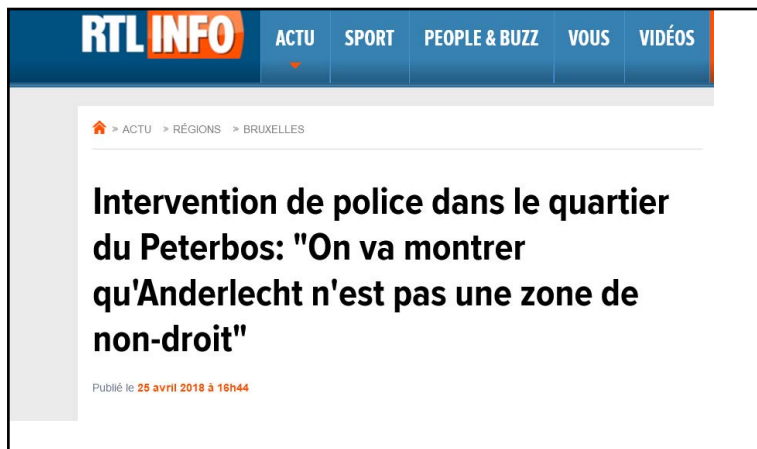 RTL INFO
ACTU SPORT PEOPLE & BUZZ VOUS VIDÉOS
> ACTU > RÉGIONS > BRUXELLES
Intervention de police dans le quartier
du Peterbos: "On va montrer
qu'Anderlecht n'est pas une zone de
non-droit"
Publié le 25 avril 2018 à 16h44